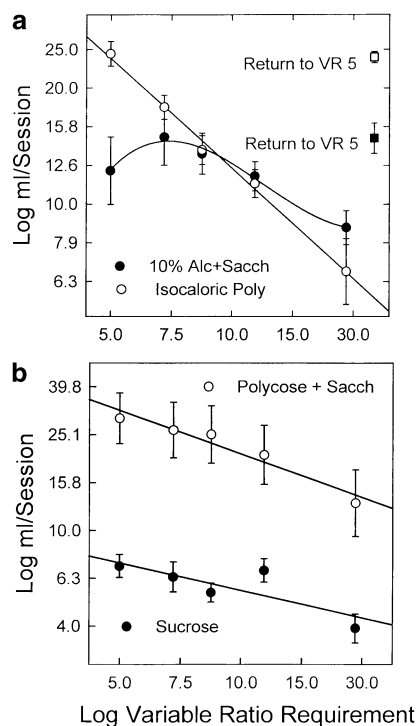 a
25.0
20.0
15.8
12.6
10.0
7.9
6.3
Log ml/Session
Return to VR 5
Return to VR 5
10% Alc+Sacch
Isocaloric Poly
5.0 7.5 10.0 15.0 30.0
b
39.8
25.1
15.8
10.0
6.3
4.0
Log ml/Session
Polycose + Sacch
Sucrose
5.0 7.5 10.0 15.0 30.0
Log Variable Ratio Requirement